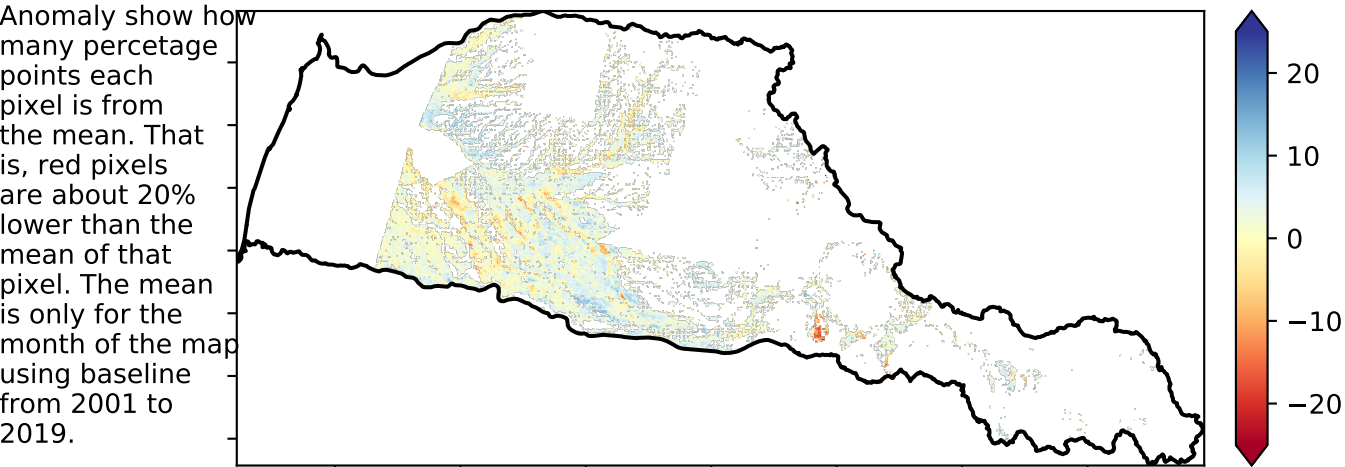 Anomaly show how
many percetage
points each
pixel is from
the mean. That
is, red pixels
are about 20%
lower than the
mean of that
pixel. The mean
is only for the
month of the map
using baseline
from 2001 to
2019.
20
10
0
−10
−20